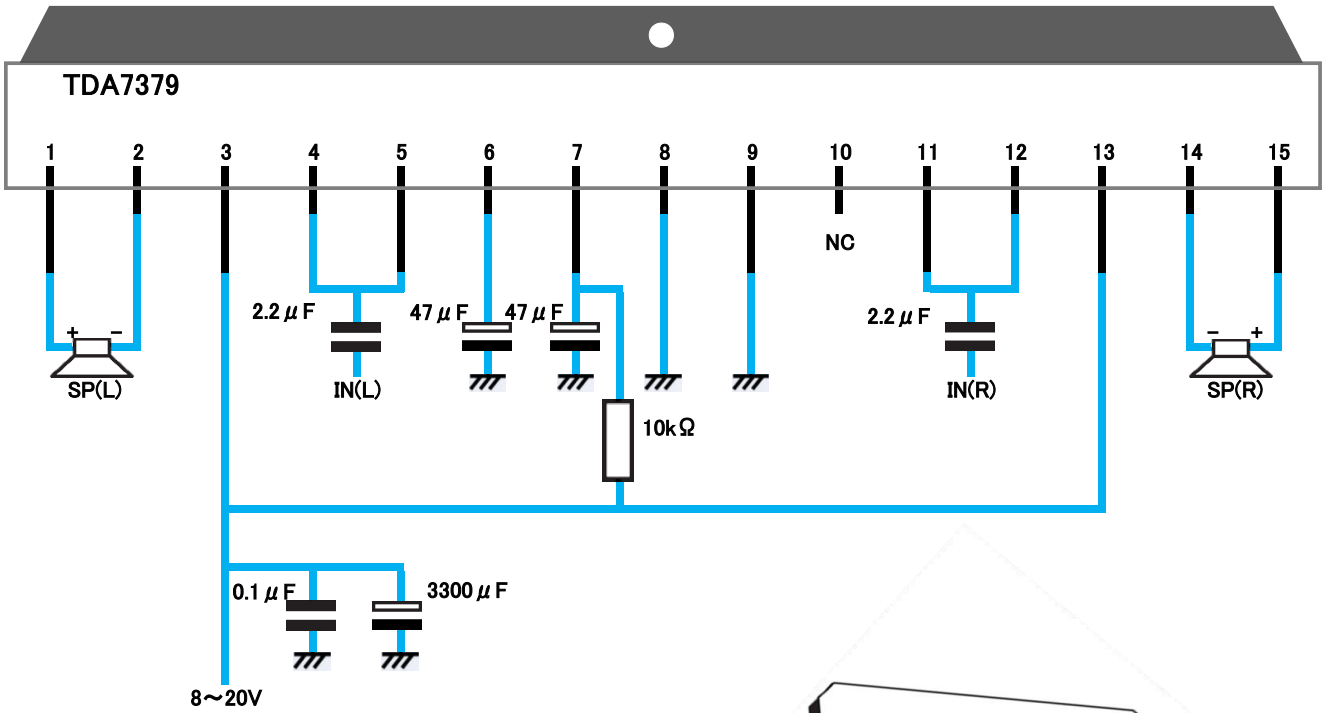 TDA7379
1 2 3 4 5 6 7 8 9 10 11 12 13 14 15
NC
2.2μF 47μF 47μF 2.2μF
+ − − +
SP(L) IN(L) IN(R) SP(R)
10kΩ
0.1μF 3300μF
8～20V